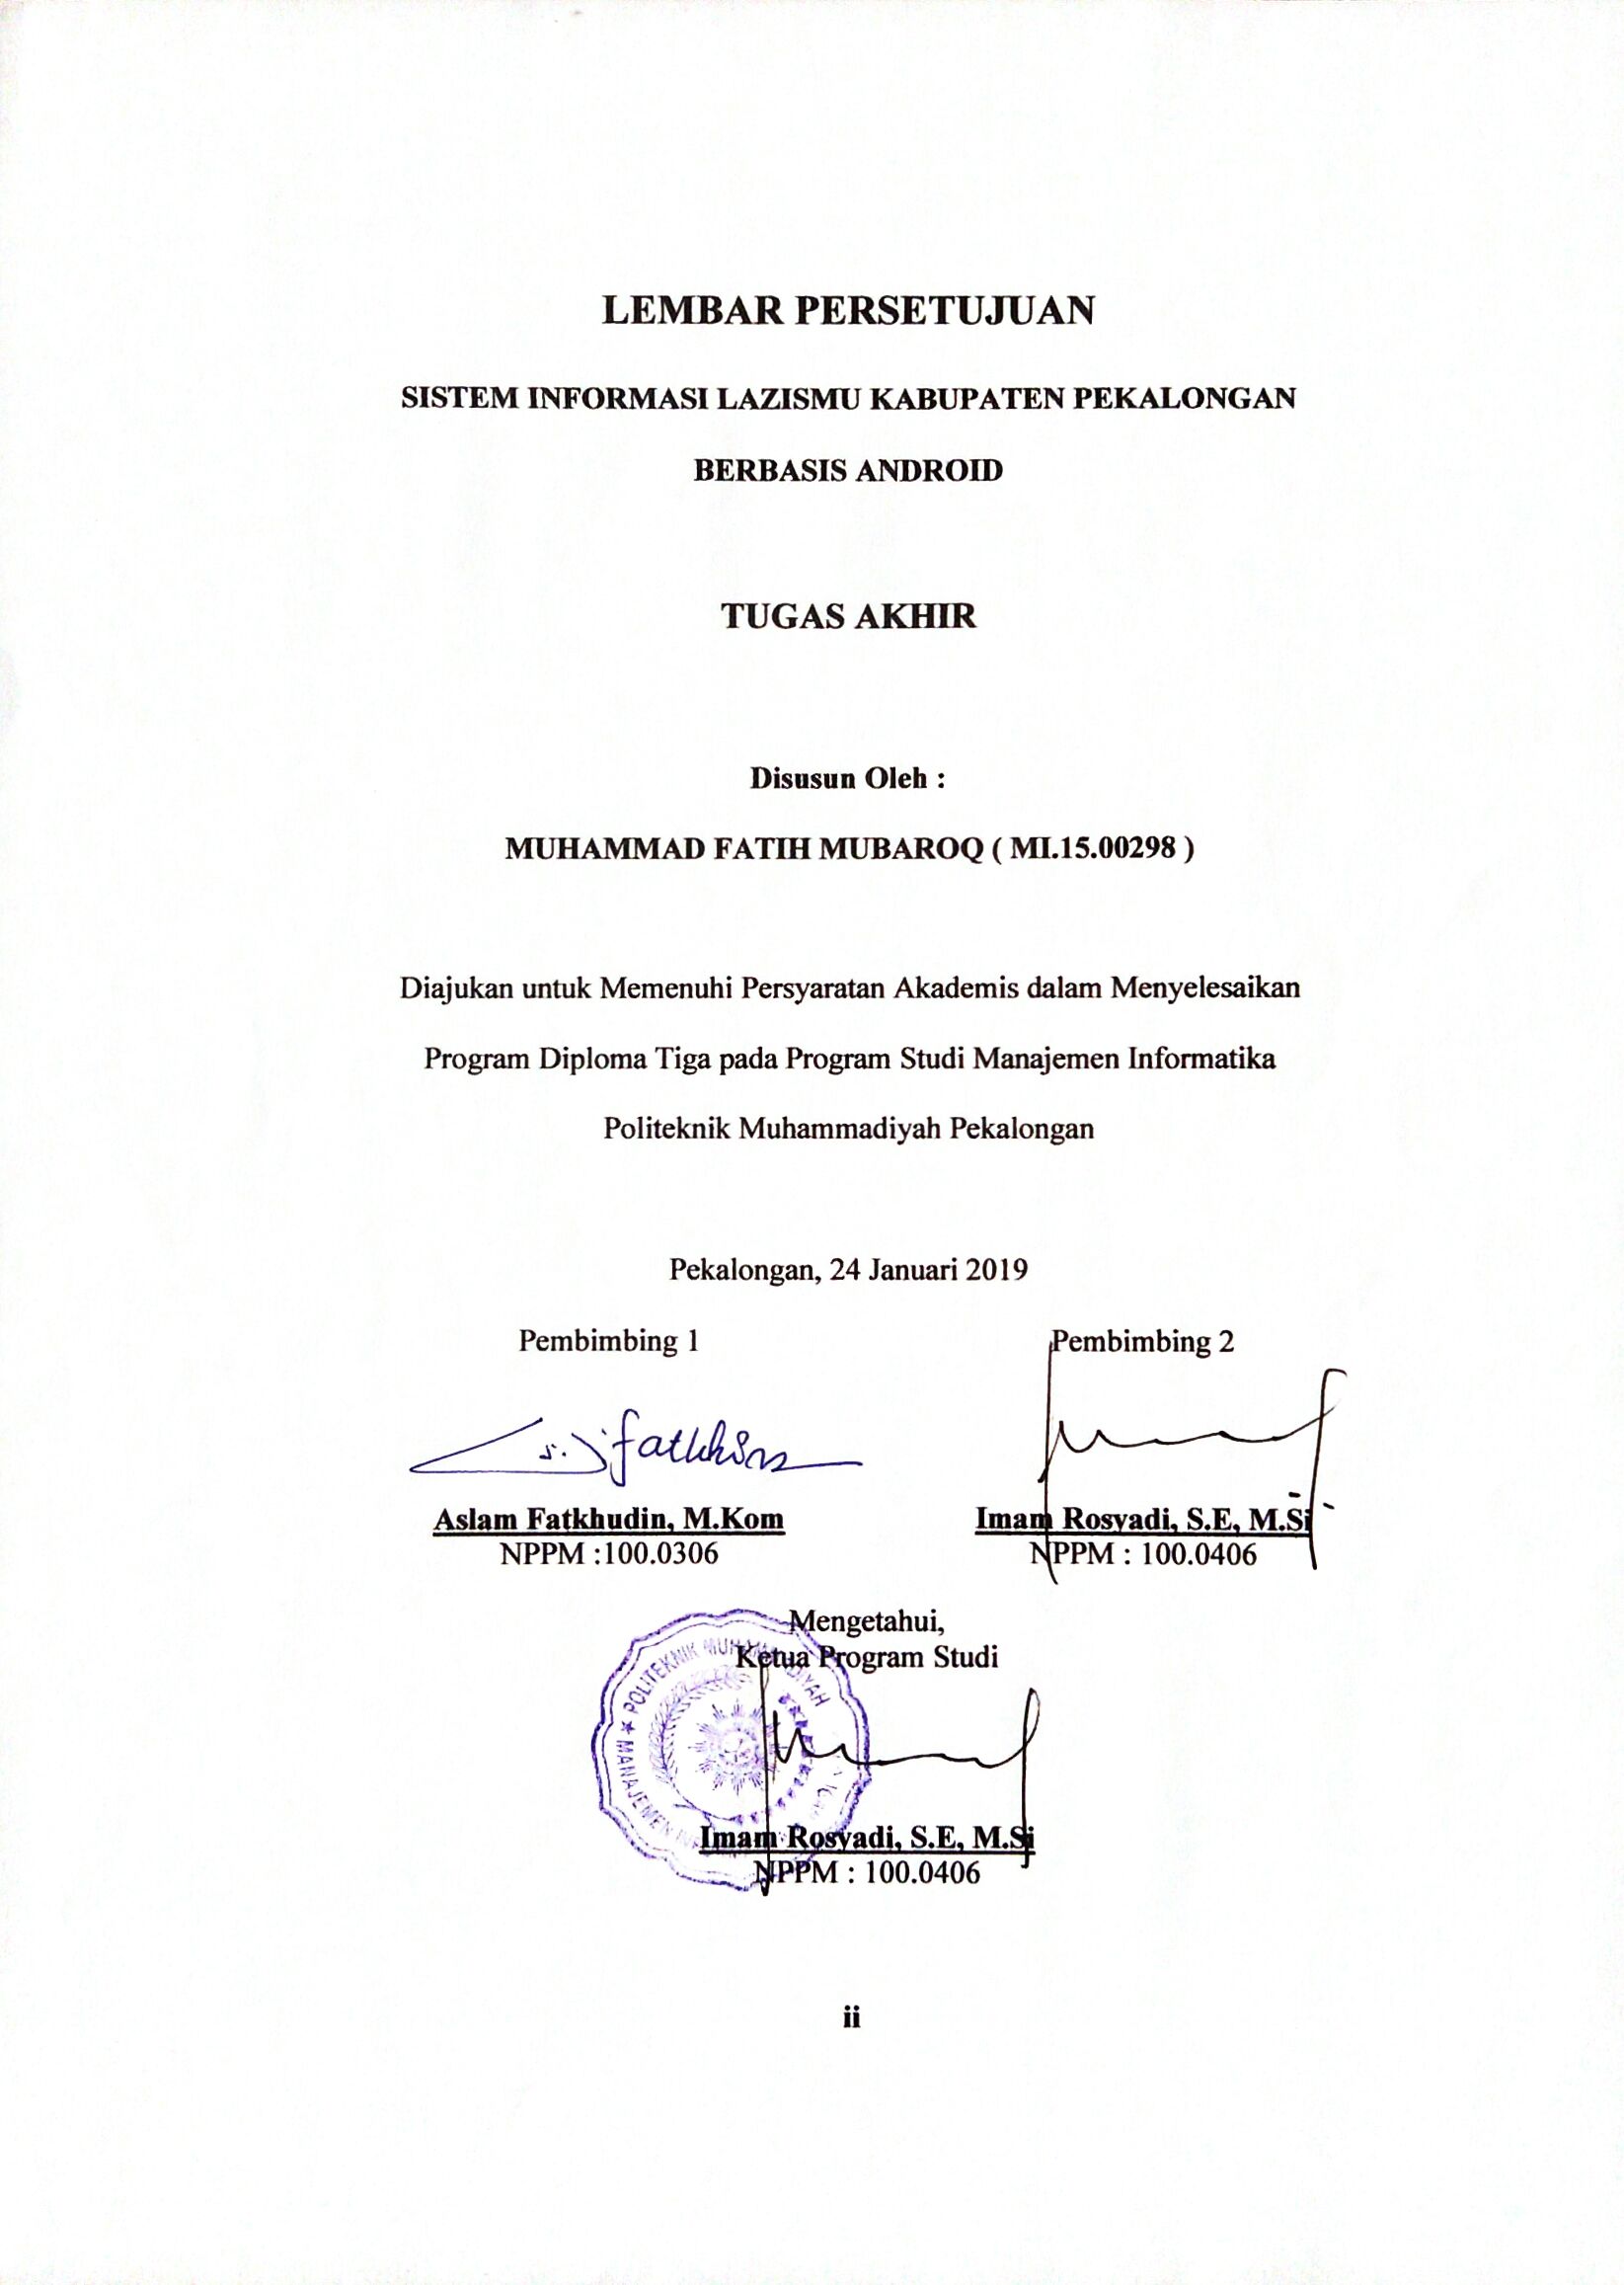 LEMBAR PERSETUJUAN
SISTEM INFORMASI LAZISMU KABUPATEN PEKALONGAN
BERBASIS ANDROID
TUGAS AKHIR
Disusun Oleh :
MUHAMMAD FATIH MUBAROQ ( MI.15.00298 )
Diajukan untuk Memenuhi Persyaratan Akademis dalam Menyelesaikan
Program Diploma Tiga pada Program Studi Manajemen Informatika
Politeknik Muhammadiyah Pekalongan
Pekalongan, 24 Januari 2019
Pembimbing 1
Pembimbing 2
Aslam Fatkhudin, M.Kom
NPPM :100.0306
Imam Rosyadi, S.E, M.Si
NPPM : 100.0406
Mengetahui,
Ketua Program Studi
POLITEKNIK MUHAMMADIYAH
MANAJEMEN
Imam Rosyadi, S.E, M.Si
NPPM : 100.0406
ii